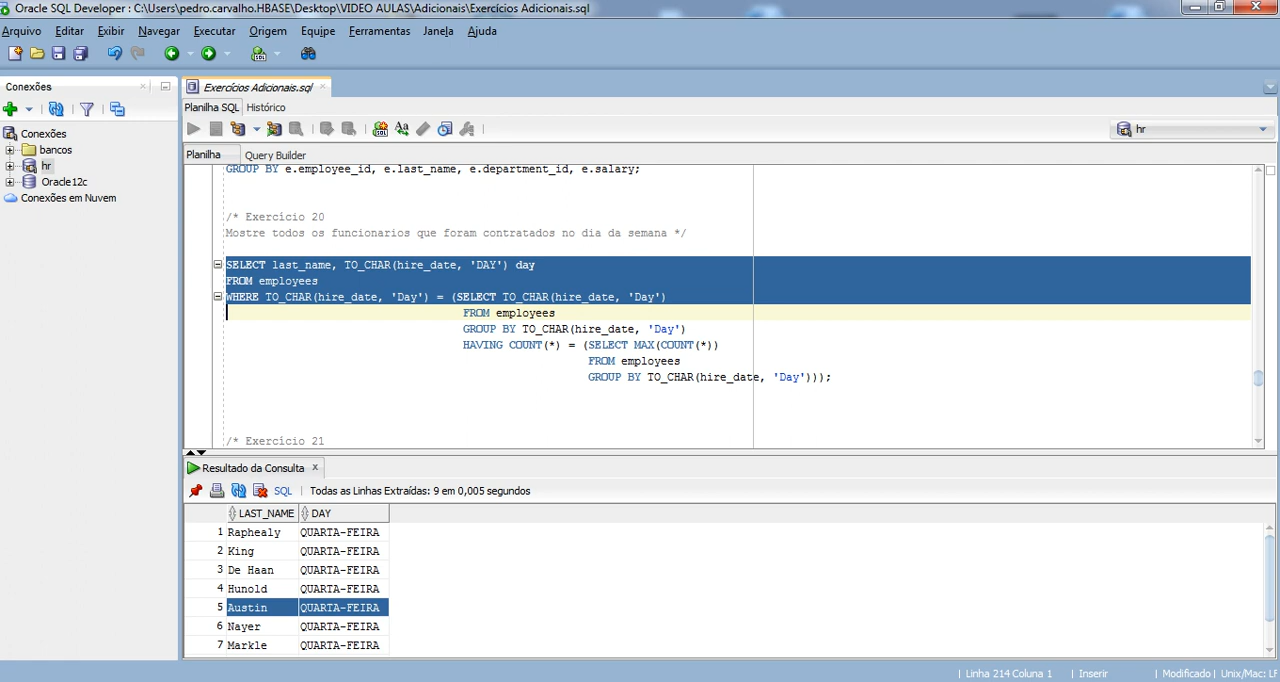 Oracle SQL Developer : C:\Users\pedro.carvalho.HBASE\Desktop\VIDEO AULAS\Adicionais\Exercícios Adicionais.sql
Arquivo Editar Exibir Navegar Executar Origem Equipe Ferramentas Janela Ajuda
Conexões
Exercícios Adicionais.sql
Planilha SQL Histórico
hr
Planilha Query Builder
Conexões
bancos
hr
Oracle12c
Conexões em Nuvem
GROUP BY e.employee_id, e.last_name, e.department_id, e.salary;
/* Exercício 20
Mostre todos os funcionarios que foram contratados no dia da semana */
SELECT last_name, TO_CHAR(hire_date, 'DAY') day
FROM employees
WHERE TO_CHAR(hire_date, 'Day') = (SELECT TO_CHAR(hire_date, 'Day')
FROM employees
GROUP BY TO_CHAR(hire_date, 'Day')
HAVING COUNT(*) = (SELECT MAX(COUNT(*))
FROM employees
GROUP BY TO_CHAR(hire_date, 'Day')));
/* Exercício 21
Resultado da Consulta
SQL | Todas as Linhas Extraídas: 9 em 0,005 segundos
LAST_NAME DAY
1 Raphealy QUARTA-FEIRA
2 King QUARTA-FEIRA
3 De Haan QUARTA-FEIRA
4 Hunold QUARTA-FEIRA
5 Austin QUARTA-FEIRA
6 Nayer QUARTA-FEIRA
7 Markle QUARTA-FEIRA
Linha 214 Coluna 1 | Inserir | Modificado | Unix/Mac: LF